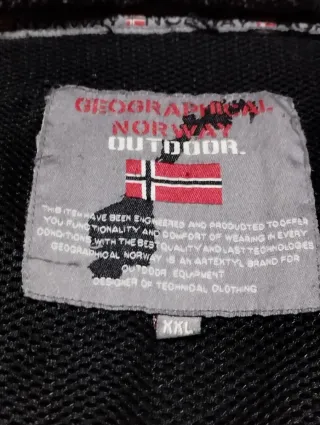 NORWAY
GEOGRAPHICAL
NORWAY
OUTDOOR.
THIS ITEM HAVE BEEN ENGINEERED AND PRODUCTED TO OFFER
YOU FUNCTIONALITY AND COMFORT OF WEARING IN EVERY
CONDITIONS WITH THE BEST QUALITY AND LAST TECHNOLOGIES
GEOGRAPHICAL NORWAY IS AN ARTEXTYL BRAND FOR
OUTDOOR EQUIPMENT
DESIGNER OF TECHNICAL CLOTHING
XXL